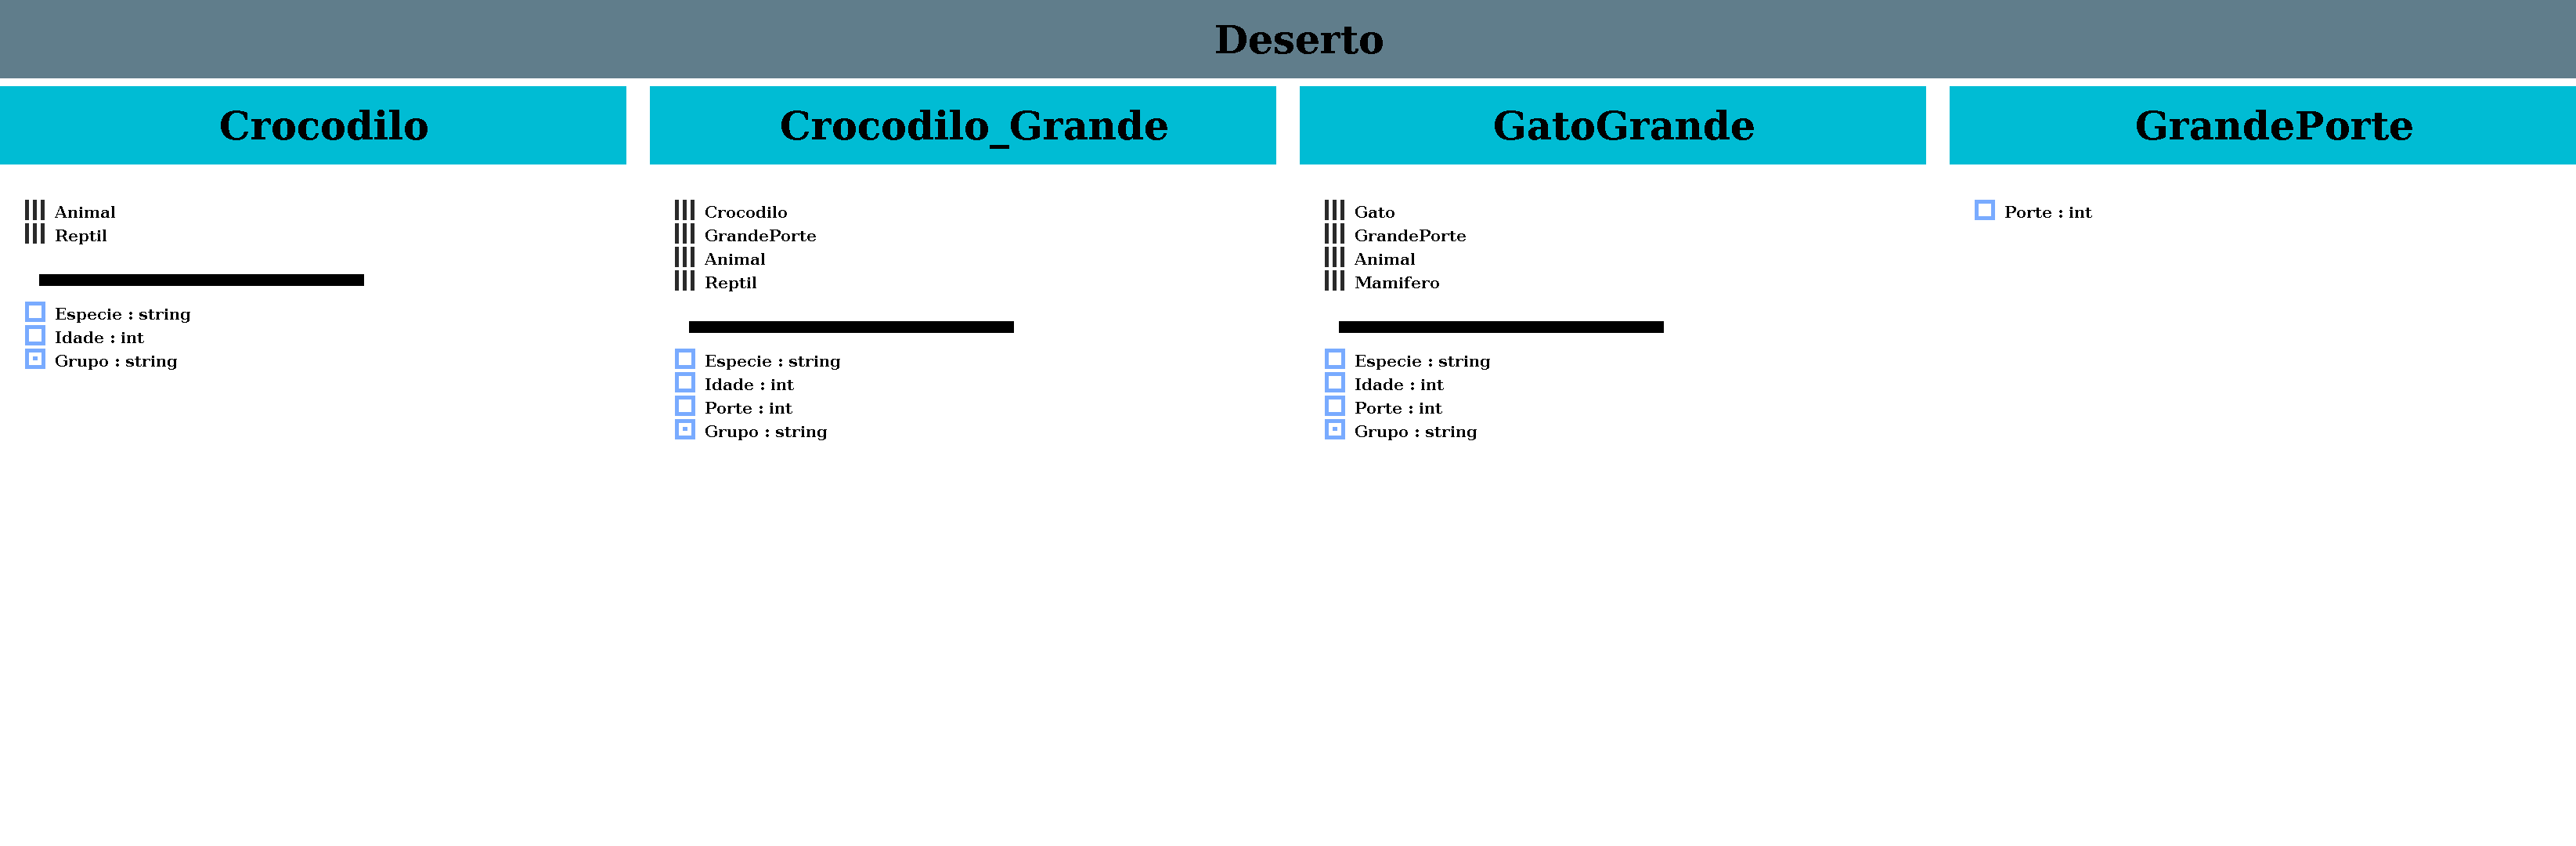 Deserto
Crocodilo
Animal
Reptil
Especie : string
Idade : int
Grupo : string
Crocodilo_Grande
Crocodilo
GrandePorte
Animal
Reptil
Especie : string
Idade : int
Porte : int
Grupo : string
GatoGrande
Gato
GrandePorte
Animal
Mamifero
Especie : string
Idade : int
Porte : int
Grupo : string
GrandePorte
Porte : int